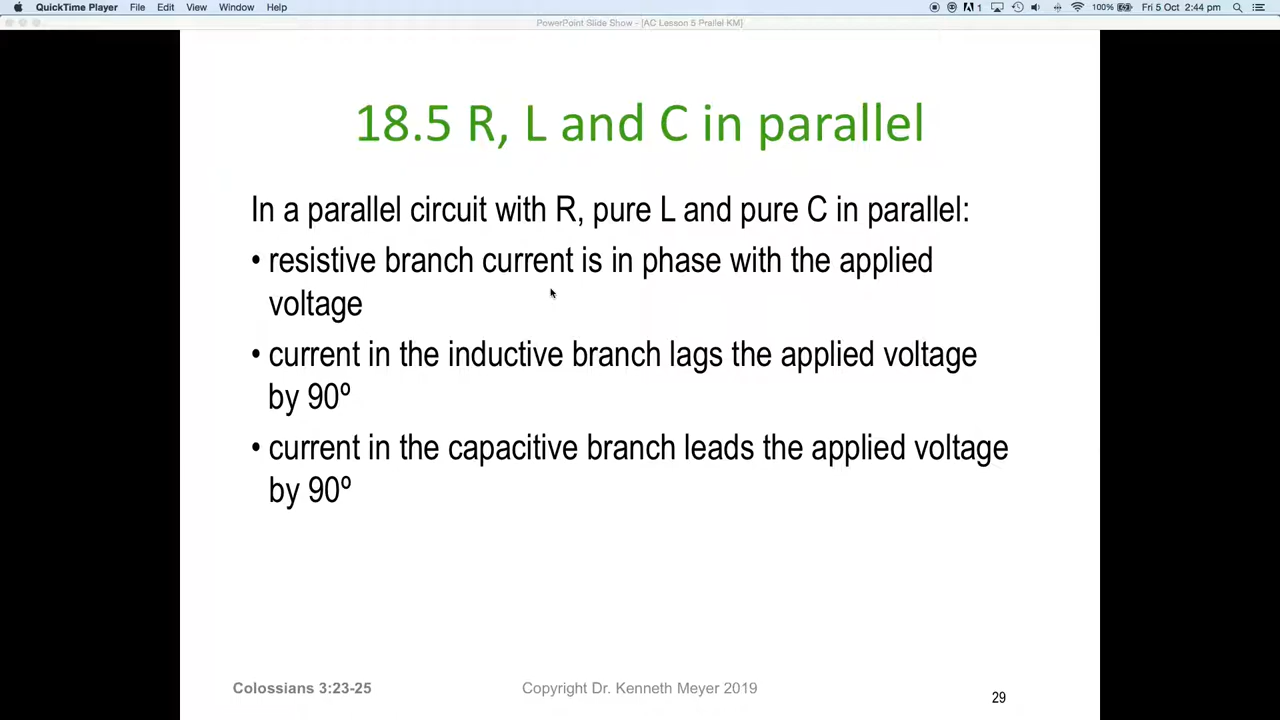 QuickTime Player File Edit View Window Help 1 100% Fri 5 Oct 2:44 pm
PowerPoint Slide Show - [AC Lesson 5 Prallel KM]
18.5 R, L and C in parallel
In a parallel circuit with R, pure L and pure C in parallel:
• resistive branch current is in phase with the applied
voltage
• current in the inductive branch lags the applied voltage
by 90º
• current in the capacitive branch leads the applied voltage
by 90º
Colossians 3:23-25 Copyright Dr. Kenneth Meyer 2019 29